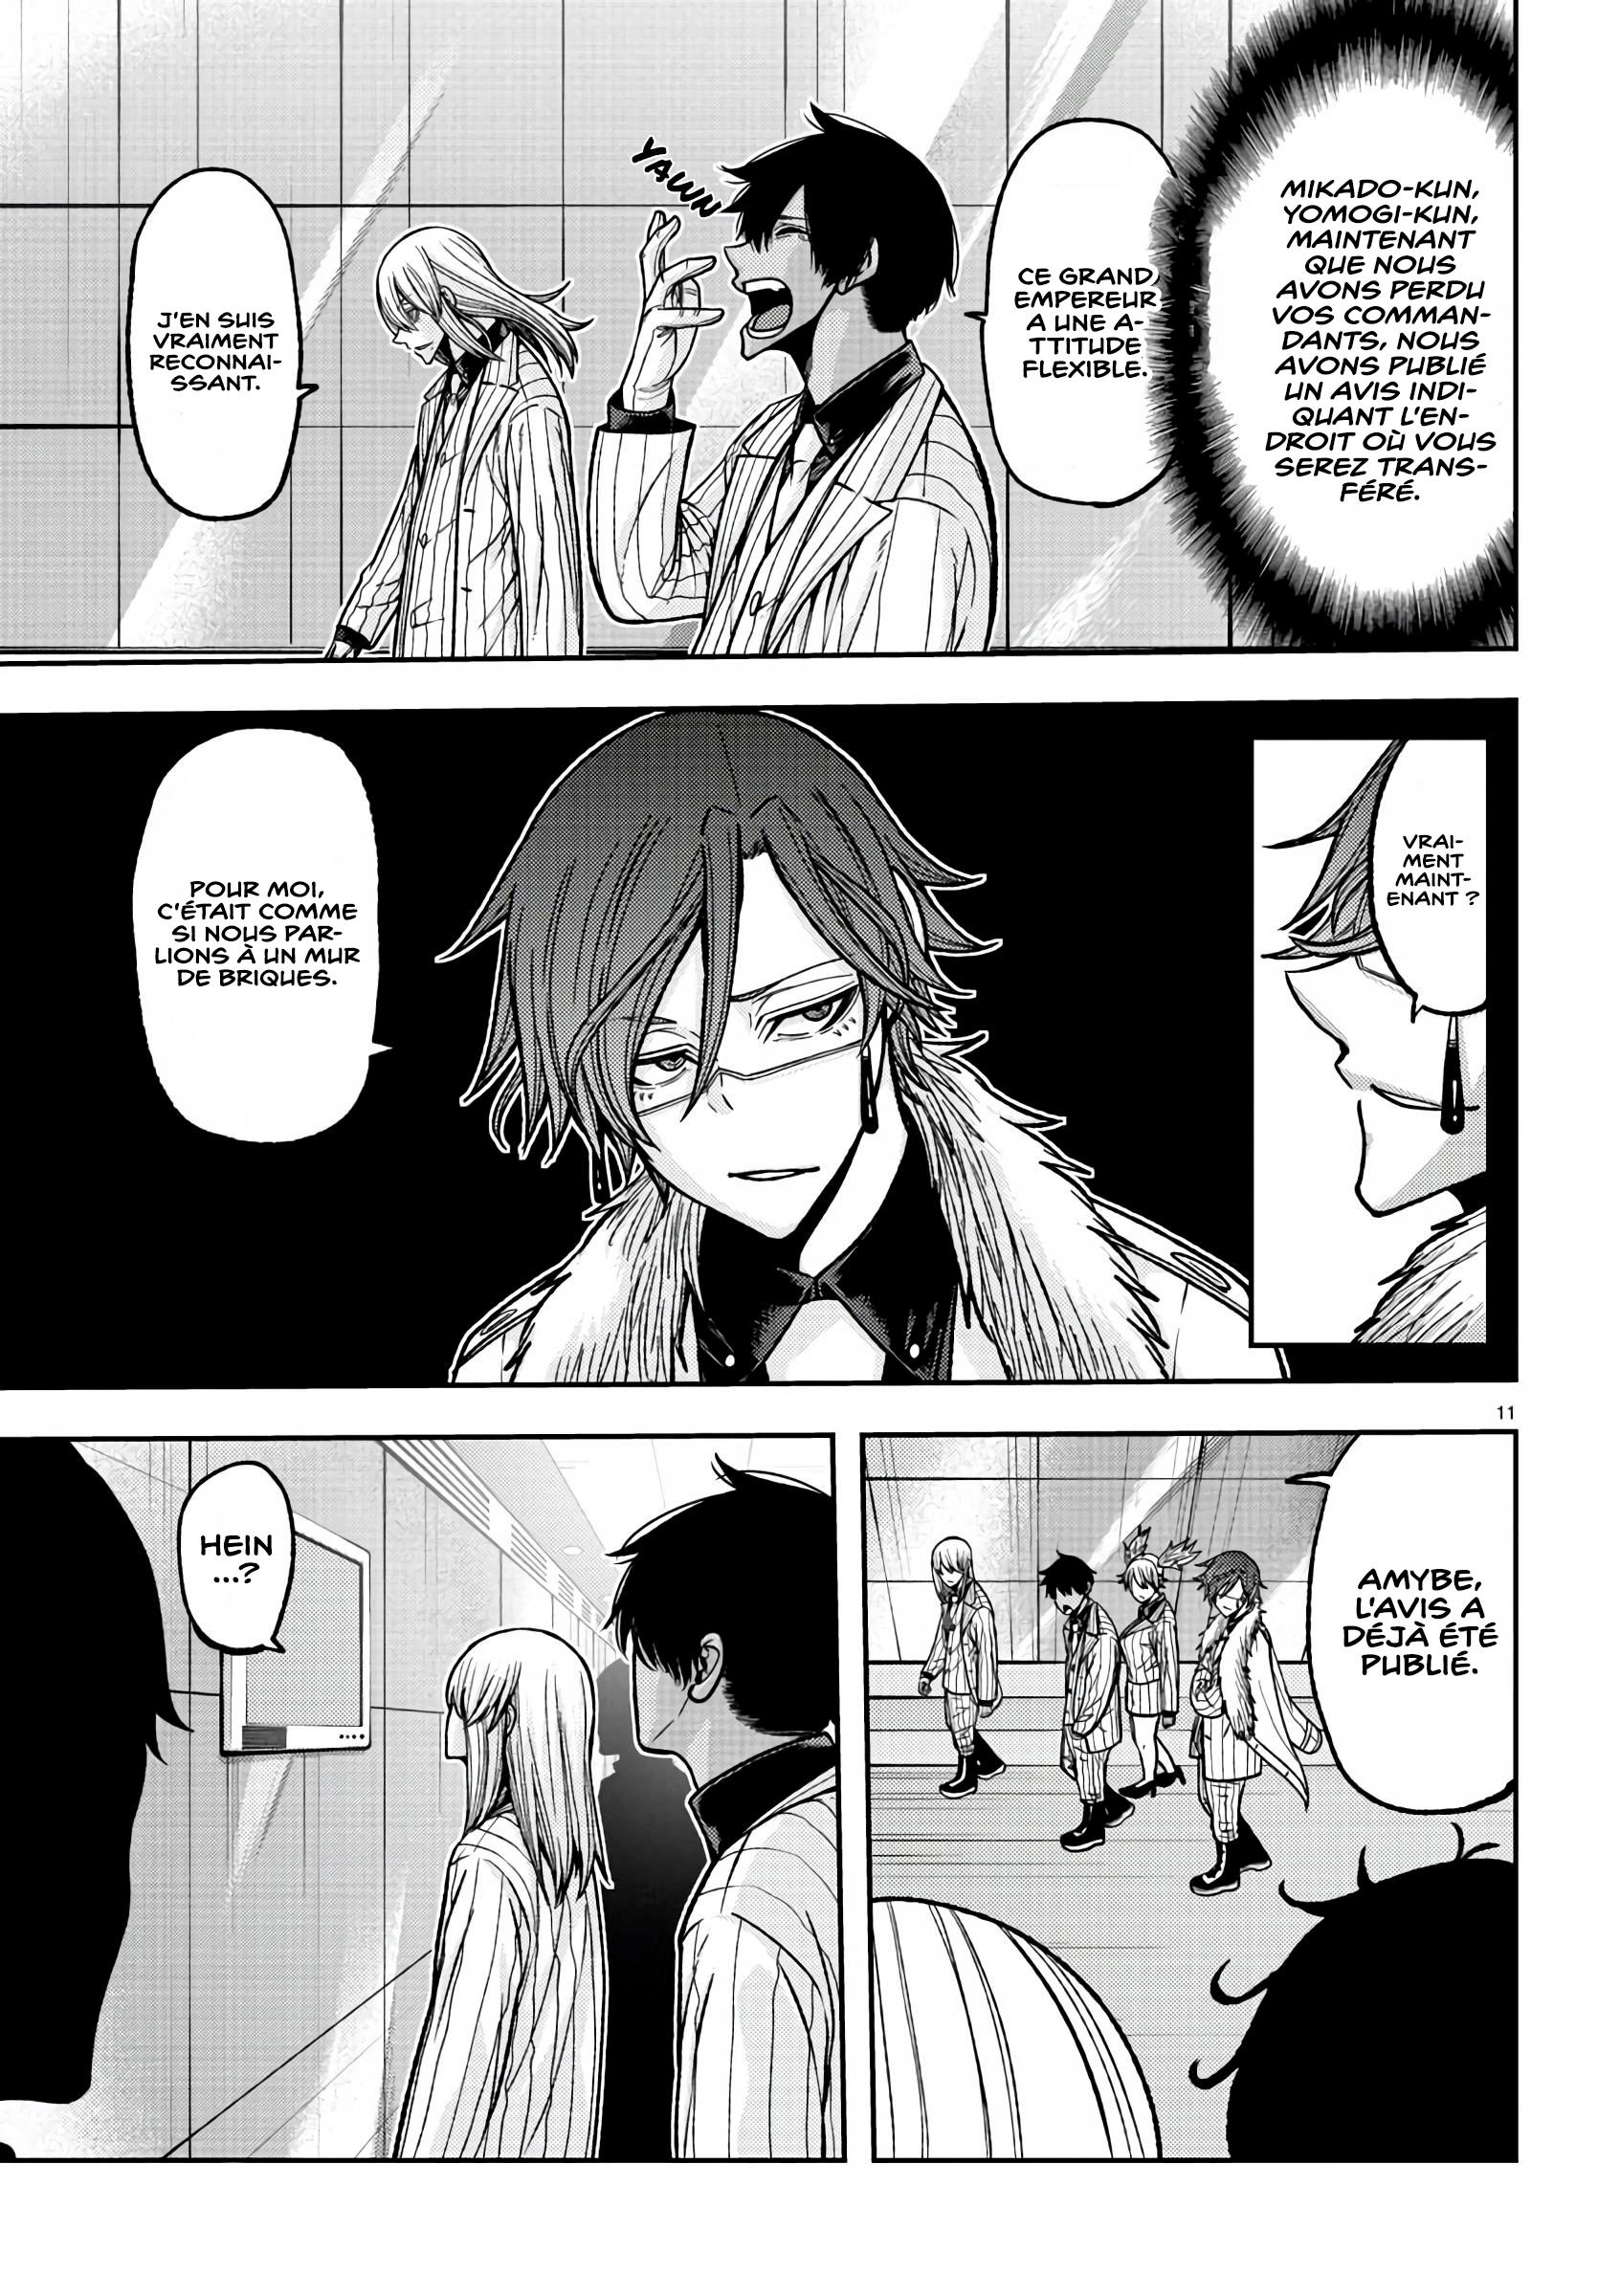 MIKADO-KUN,
YOMOGI-KUN,
MAINTENANT
QUE NOUS
AVONS PERDU
VOS COMMAN-
DANTS, NOUS
AVONS PUBLIÉ
UN AVIS INDI-
QUANT L'EN-
DROIT OÙ VOUS
SEREZ TRANS-
FÉRÉ.
CE GRAND
EMPEREUR
A UNE A-
TTITUDE
FLEXIBLE.
YAWN
J'EN SUIS
VRAIMENT
RECONNAI-
SSANT.
VRAI-
MENT
MAINT-
ENANT ?
POUR MOI,
C'ÉTAIT COMME
SI NOUS PAR-
LIONS À UN MUR
DE BRIQUES.
11
AMYBE,
L'AVIS A
DÉJÀ ÉTÉ
PUBLIÉ.
HEIN
...?